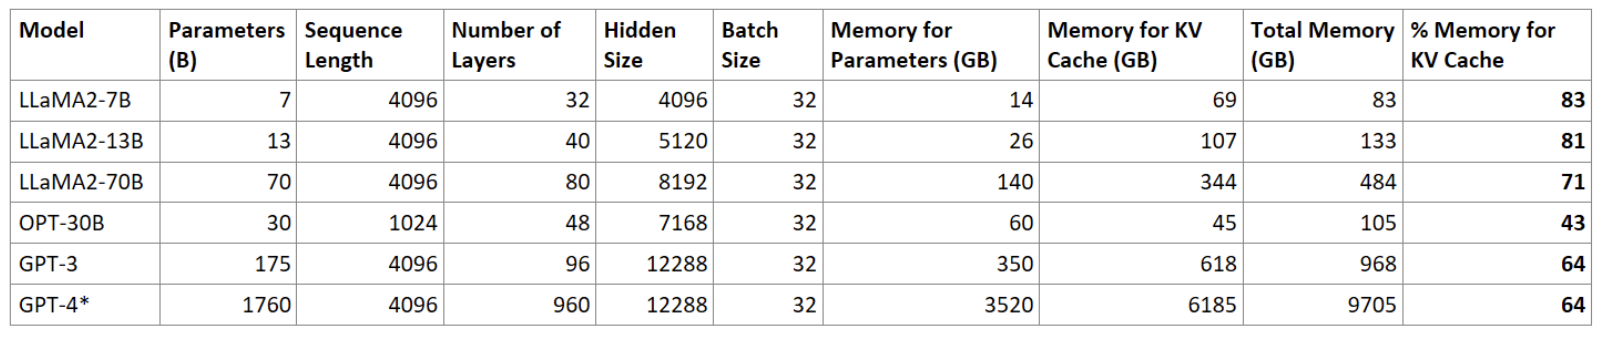 Model Parameters (B) Sequence Length Number of Layers Hidden Size Batch Size Memory for Parameters (GB) Memory for KV Cache (GB) Total Memory (GB) % Memory for KV Cache
LLaMA2-7B 7 4096 32 4096 32 14 69 83 83
LLaMA2-13B 13 4096 40 5120 32 26 107 133 81
LLaMA2-70B 70 4096 80 8192 32 140 344 484 71
OPT-30B 30 1024 48 7168 32 60 45 105 43
GPT-3 175 4096 96 12288 32 350 618 968 64
GPT-4* 1760 4096 960 12288 32 3520 6185 9705 64